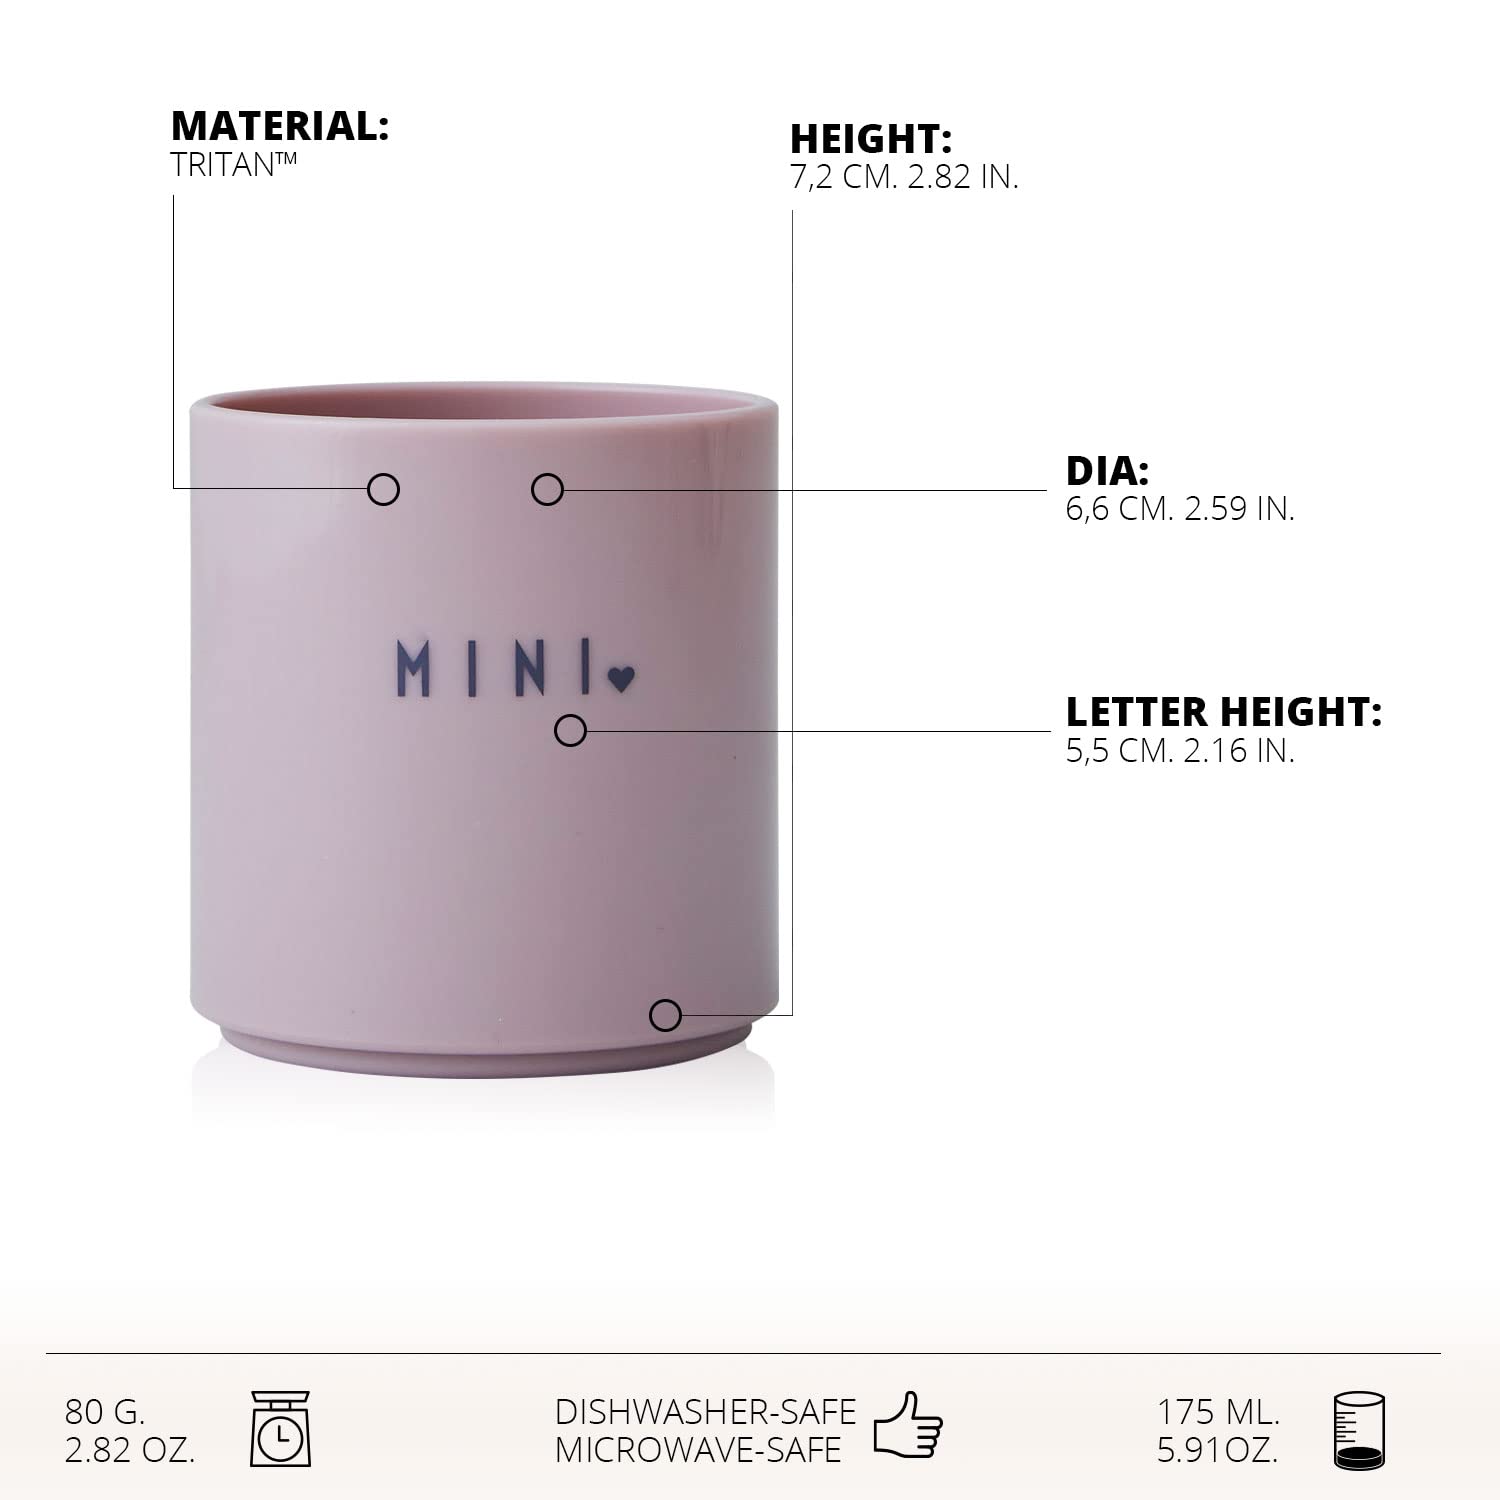 MATERIAL:
TRITAN™
HEIGHT:
7,2 CM. 2.82 IN.
DIA:
6,6 CM. 2.59 IN.
MINI♥
LETTER HEIGHT:
5,5 CM. 2.16 IN.
80 G.
2.82 OZ.
DISHWASHER-SAFE
MICROWAVE-SAFE
175 ML.
5.91OZ.